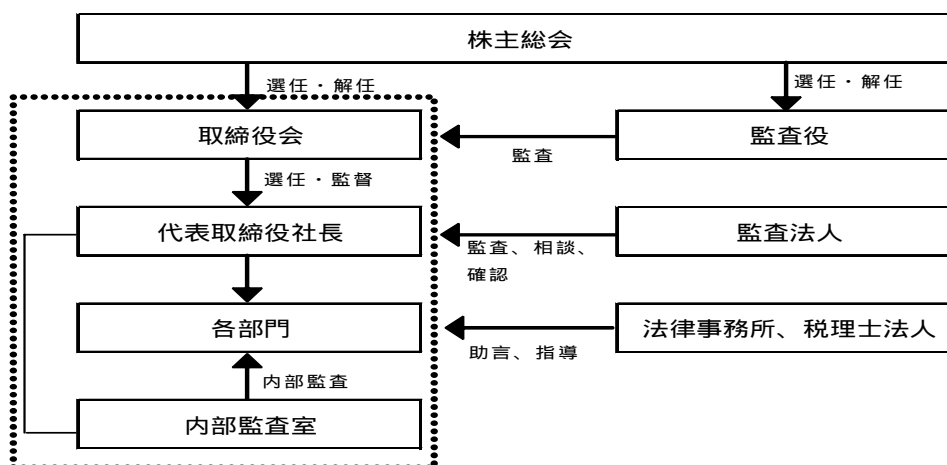 株主総会
選任・解任
選任・解任
取締役会
監査
監査役
選任・監督
代表取締役社長
監査、相談、
確認
監査法人
各部門
助言、指導
法律事務所、税理士法人
内部監査
内部監査室